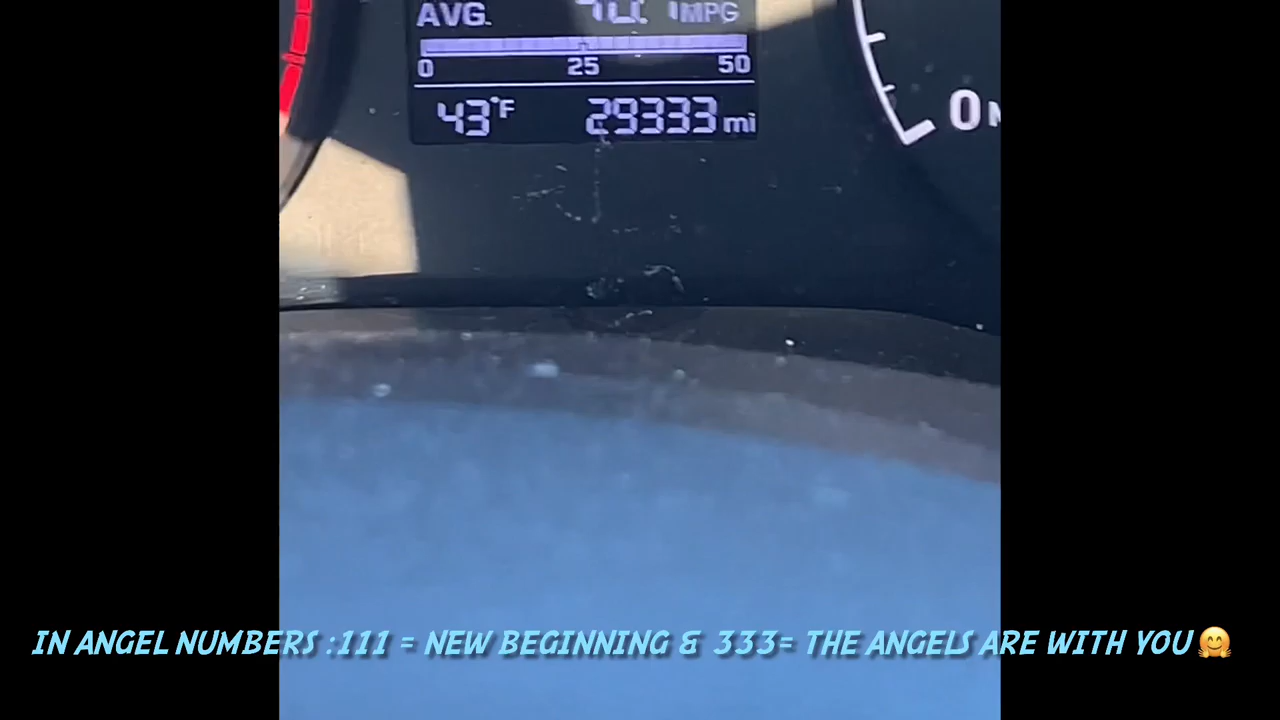 AVG. MPG
0 25 50
43°F 29333 mi
0
IN ANGEL NUMBERS :111 = NEW BEGINNING & 333= THE ANGELS ARE WITH YOU🤗